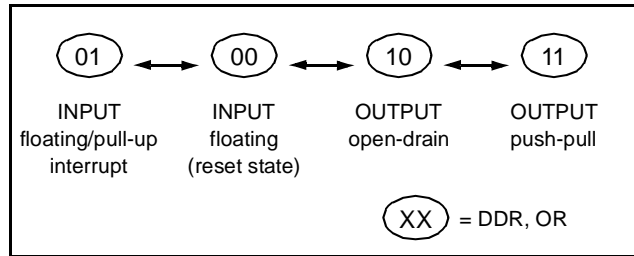 01 00 10 11
INPUT INPUT OUTPUT OUTPUT
floating/pull-up floating open-drain push-pull
interrupt (reset state)
XX = DDR, OR